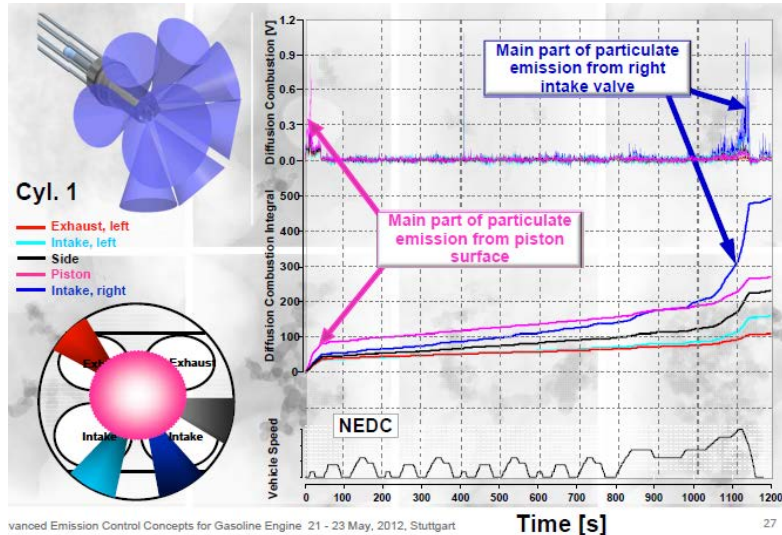 Cyl. 1
Exhaust, left
Intake, left
Side
Piston
Intake, right
Exhaust
Intake
Intake
Diffusion Combustion [V]
1.2
0.9
0.6
0.3
0.0
Main part of particulate
emission from right
intake valve
Diffusion Combustion Integral
500
400
300
200
100
0
Main part of particulate
emission from piston
surface
Vehicle Speed
NEDC
0 100 200 300 400 500 600 700 800 900 1000 1100 1200
Time [s]
vanced Emission Control Concepts for Gasoline Engine 21 - 23 May, 2012, Stuttgart
27